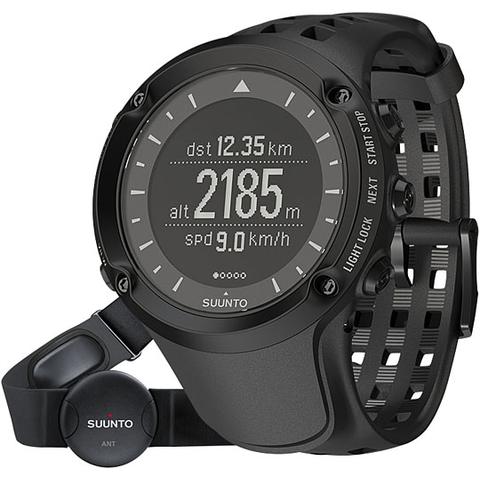 dst 12.35 km
alt 2185 m
spd 9.0 km/h
SUUNTO
START STOP
NEXT
LIGHT LOCK
SUUNTO
ANT